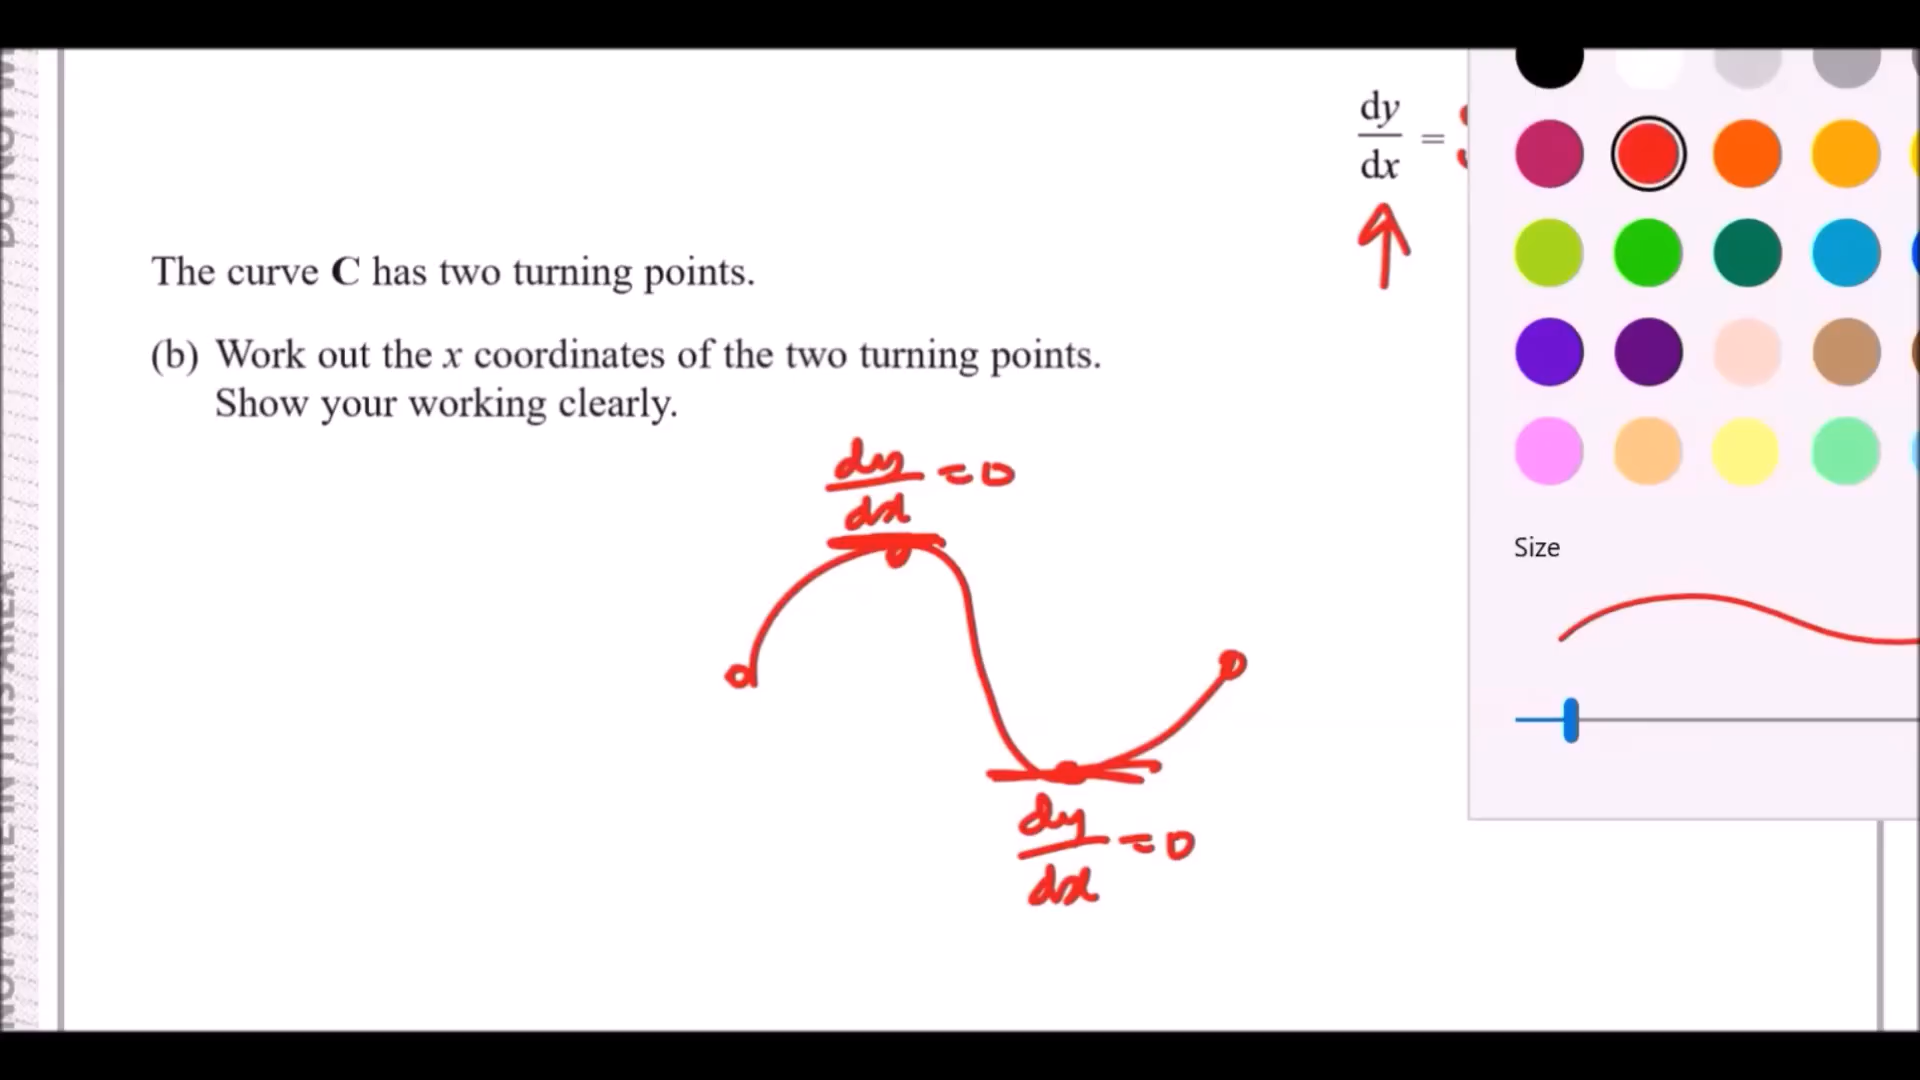 dy
dx
=
The curve C has two turning points.
(b) Work out the x coordinates of the two turning points.
Show your working clearly.
dy
dx
= 0
dy
dx
= 0
Size